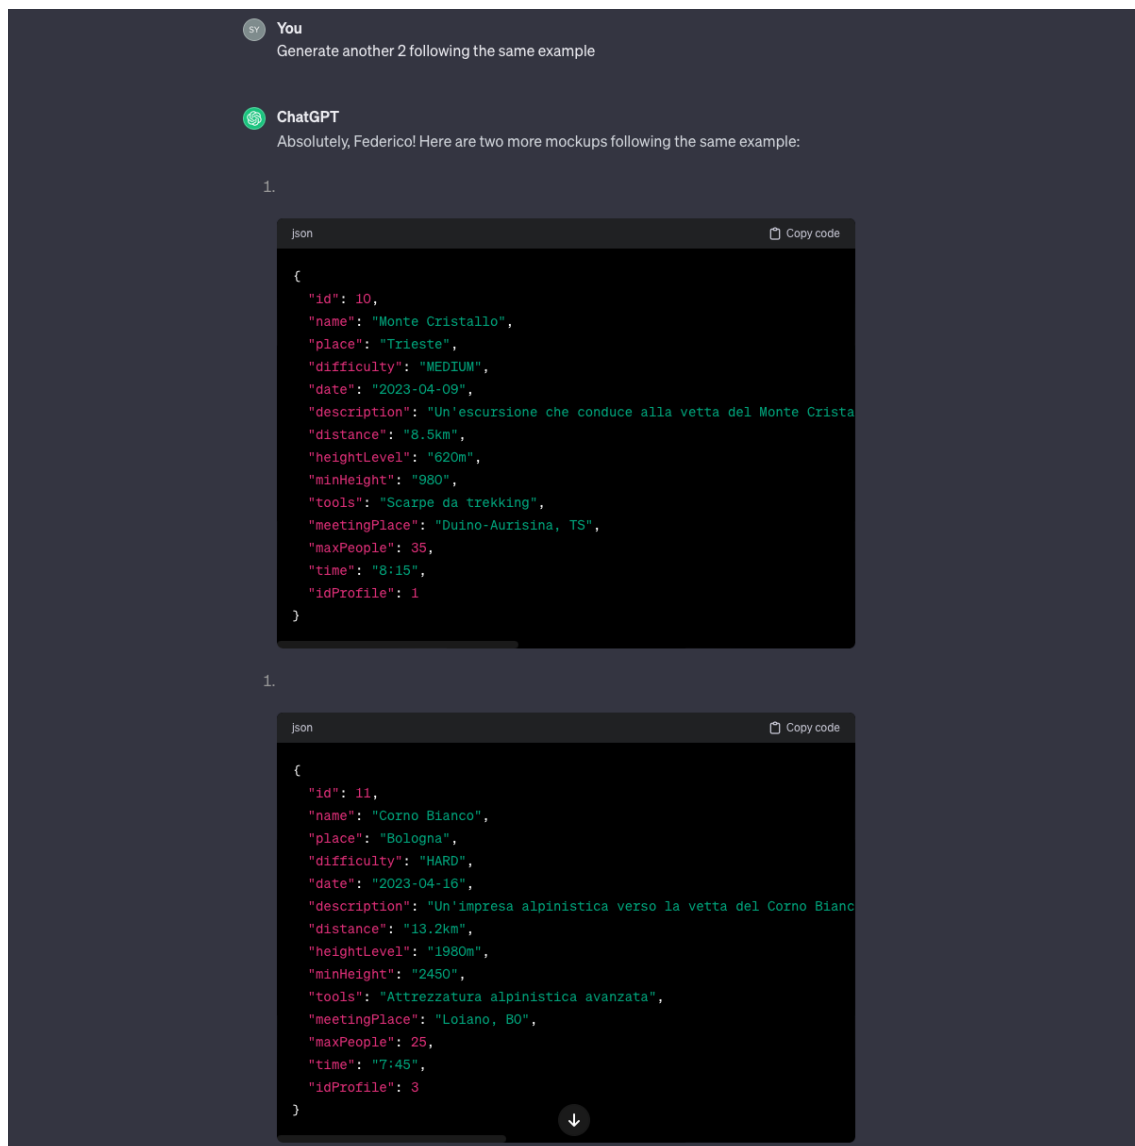 SY You
Generate another 2 following the same example
ChatGPT
Absolutely, Federico! Here are two more mockups following the same example:
1.
json Copy code
{
"id": 10,
"name": "Monte Cristallo",
"place": "Trieste",
"difficulty": "MEDIUM",
"date": "2023-04-09",
"description": "Un'escursione che conduce alla vetta del Monte Crista
"distance": "8.5km",
"heightLevel": "620m",
"minHeight": "980",
"tools": "Scarpe da trekking",
"meetingPlace": "Duino-Aurisina, TS",
"maxPeople": 35,
"time": "8:15",
"idProfile": 1
}
1.
json Copy code
{
"id": 11,
"name": "Corno Bianco",
"place": "Bologna",
"difficulty": "HARD",
"date": "2023-04-16",
"description": "Un'impresa alpinistica verso la vetta del Corno Bianc
"distance": "13.2km",
"heightLevel": "1980m",
"minHeight": "2450",
"tools": "Attrezzatura alpinistica avanzata",
"meetingPlace": "Loiano, BO",
"maxPeople": 25,
"time": "7:45",
"idProfile": 3
}